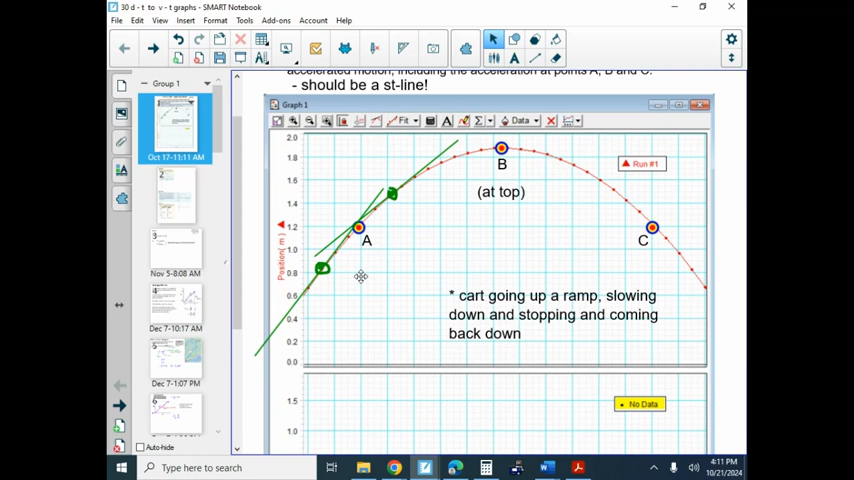 30 d - t to v - t graphs - SMART Notebook
File Edit View Insert Format Tools Add-ons Account Help
Group 1
accelerated motion, including the acceleration at points A, B and C.
- should be a st-line!
Graph 1
Fit
Σ
Data
Run #1
Position( m )
2.0
1.8
1.6
1.4
1.2
1.0
0.8
0.6
0.4
0.2
0.0
B
(at top)
A
C
* cart going up a ramp, slowing
down and stopping and coming
back down
No Data
1.5
1.0
Oct 17-11:11 AM
2
3
Nov 5-8:08 AM
4
Dec 7-10:17 AM
5
Dec 7-1:07 PM
6
Auto-hide
Type here to search
4:11 PM
10/21/2024